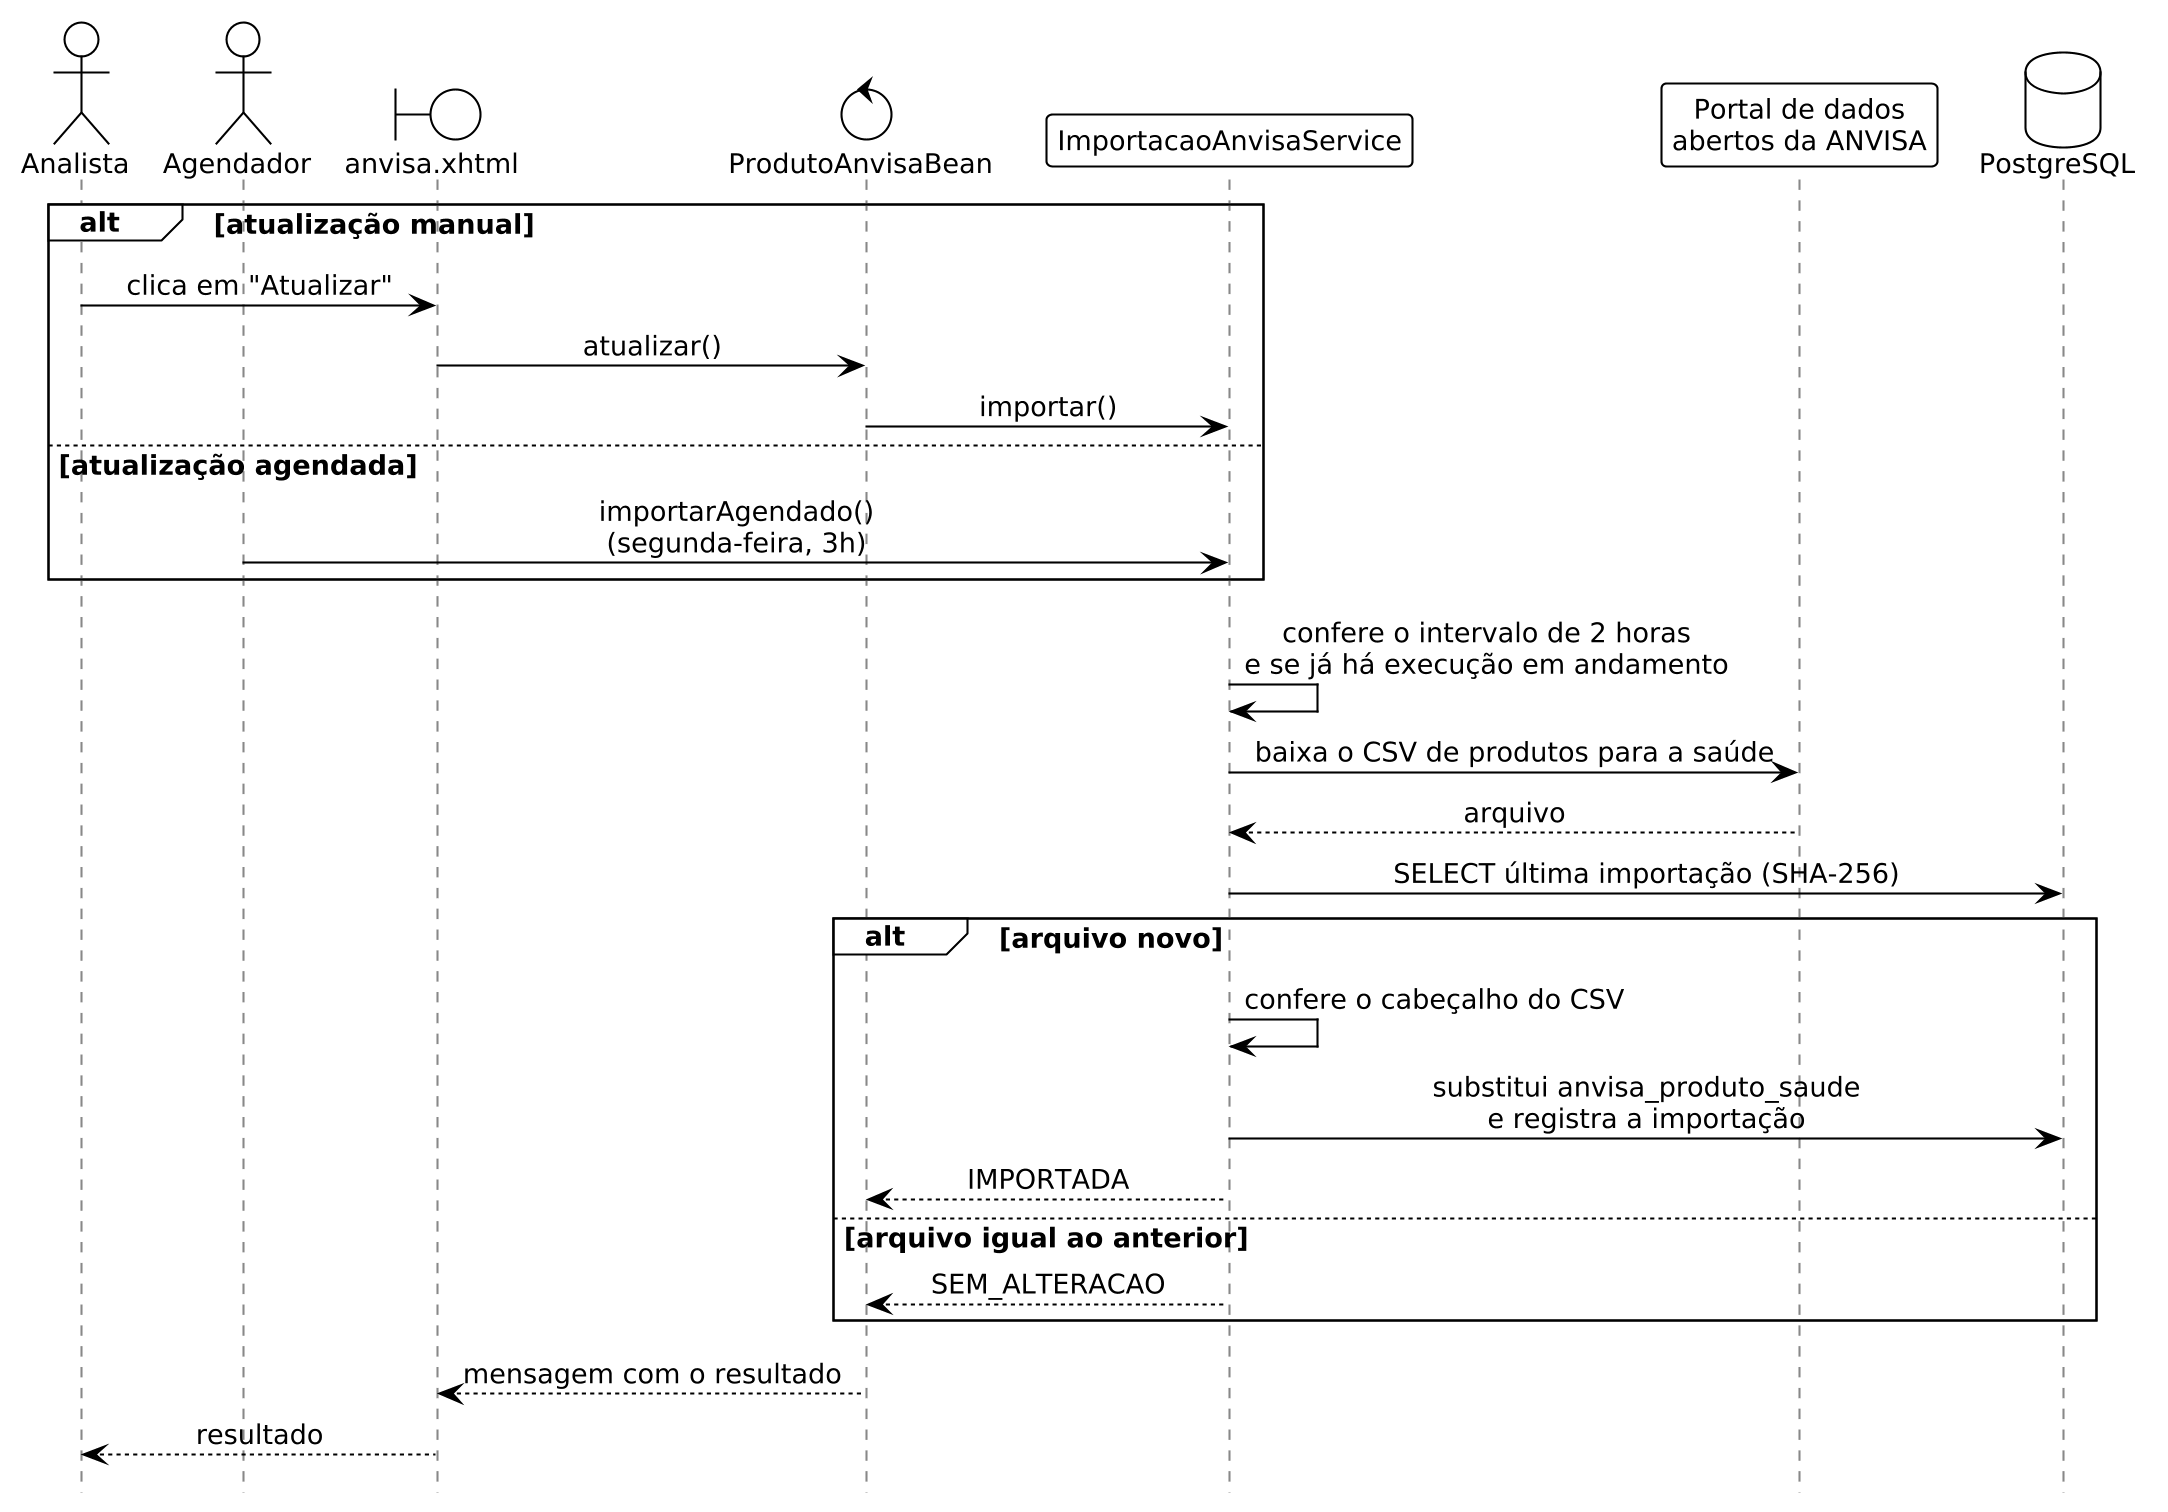 Analista
Agendador
anvisa.xhtml
ProdutoAnvisaBean
ImportacaoAnvisaService
Portal de dados
abertos da ANVISA
PostgreSQL
alt
[atualização manual]
clica em "Atualizar"
atualizar()
importar()
[atualização agendada]
importarAgendado()
(segunda-feira, 3h)
confere o intervalo de 2 horas
e se já há execução em andamento
baixa o CSV de produtos para a saúde
arquivo
SELECT última importação (SHA-256)
alt
[arquivo novo]
confere o cabeçalho do CSV
substitui anvisa_produto_saude
e registra a importação
IMPORTADA
[arquivo igual ao anterior]
SEM_ALTERACAO
mensagem com o resultado
resultado